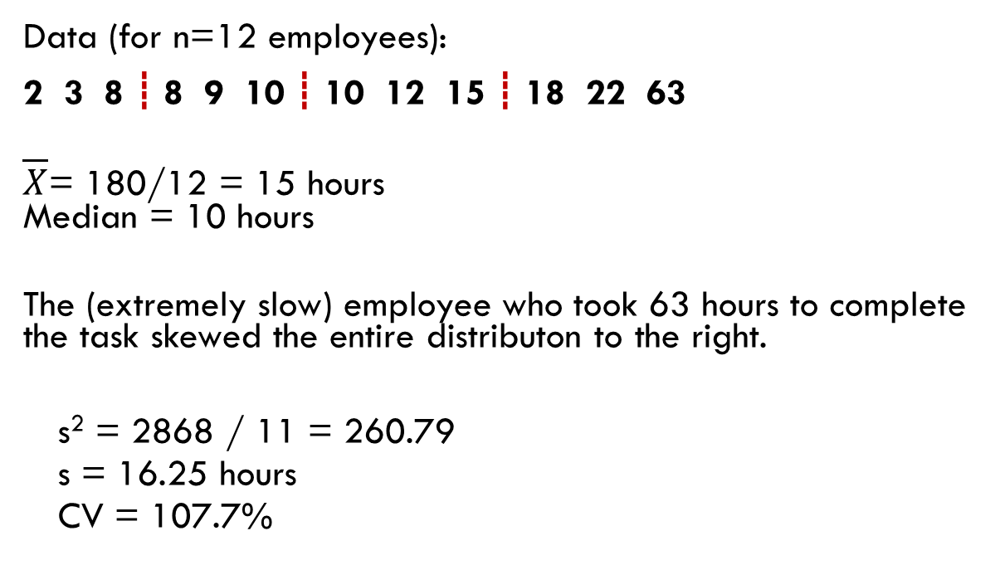 Data (for n=12 employees):
2 3 8 8 9 10 10 12 15 18 22 63
X̅= 180/12 = 15 hours
Median = 10 hours
The (extremely slow) employee who took 63 hours to complete
the task skewed the entire distributon to the right.
s² = 2868 / 11 = 260.79
s = 16.25 hours
CV = 107.7%